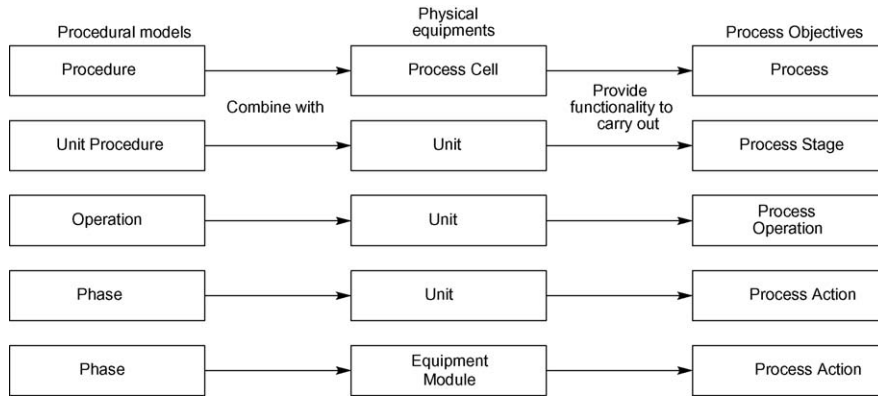 Procedural models
Physical
equipments
Process Objectives
Procedure
Process Cell
Process
Combine with
Provide
functionality to
carry out
Unit Procedure
Unit
Process Stage
Operation
Unit
Process
Operation
Phase
Unit
Process Action
Phase
Equipment
Module
Process Action